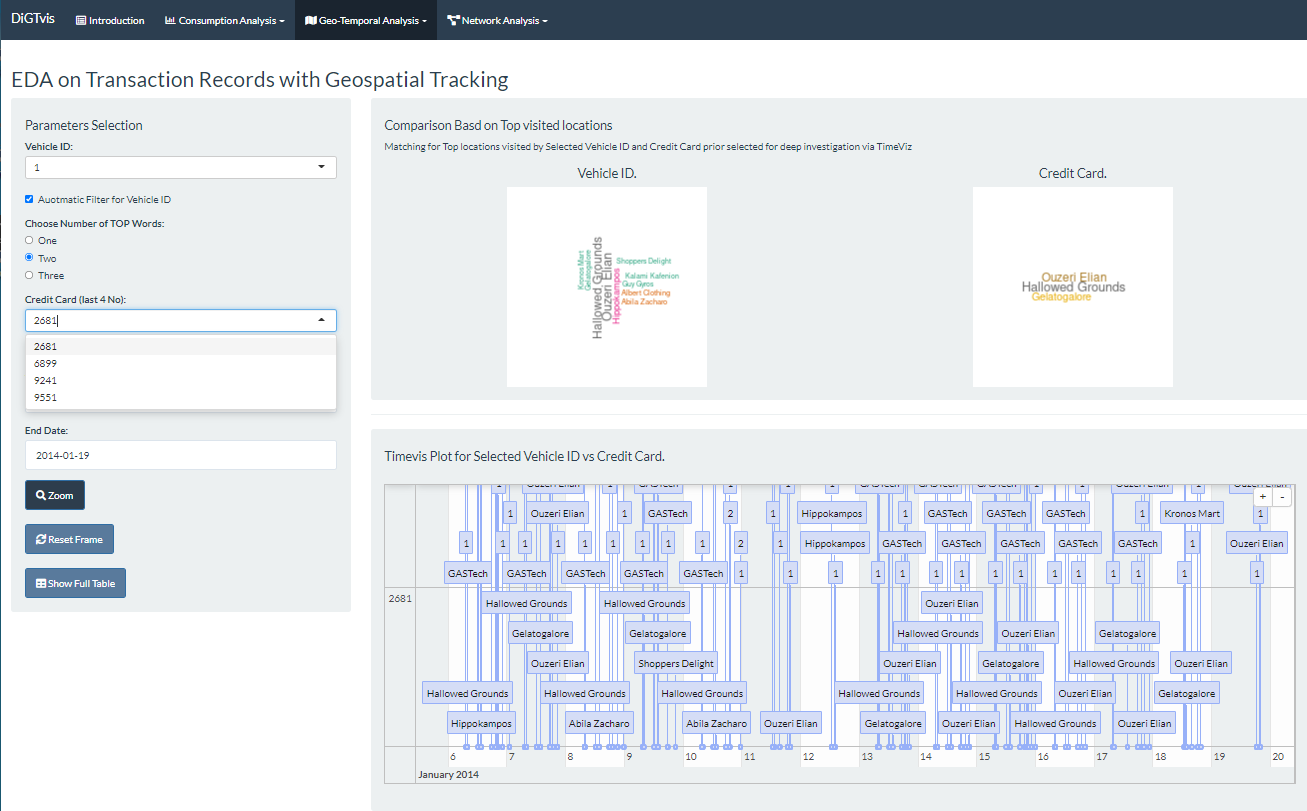 DiGTvis Introduction Consumption Analysis Geo-Temporal Analysis Network Analysis
EDA on Transaction Records with Geospatial Tracking
Parameters Selection
Vehicle ID:
1
Auotmatic Filter for Vehicle ID
Choose Number of TOP Words:
One
Two
Three
Credit Card (last 4 No):
2681
2681
6899
9241
9551
End Date:
2014-01-19
Zoom
Reset Frame
Show Full Table
Comparison Basd on Top visited locations
Matching for Top locations visited by Selected Vehicle ID and Credit Card prior selected for deep investigation via TimeViz
Vehicle ID.
Kronos Mart
Gelatogalore
Hallowed Grounds
Ouzeri Elian
Hippokampos
Shoppers Delight
Kalami Kafenion
Guy Gyros
Albert Clothing
Abila Zacharo
Credit Card.
Ouzeri Elian
Hallowed Grounds
Gelatogalore
Timevis Plot for Selected Vehicle ID vs Credit Card.
1 Ouzeri Elian 1 GASTech 1 1 1 GASTech GASTech GASTech 1 1 Ouzeri Elian 1 Ouzeri Elian
+ -
1 Ouzeri Elian 1 GASTech 2 1 Hippokampos 1 GASTech GASTech GASTech 1 Kronos Mart 1
1 1 1 1 1 1 1 1 1 2 1 Hippokampos GASTech GASTech GASTech GASTech GASTech 1 Ouzeri Elian
GASTech GASTech GASTech GASTech GASTech 1 1 1 1 1 1 1 1 1 1 1 1 1 1 1
2681
Hallowed Grounds Hallowed Grounds Ouzeri Elian
Gelatogalore Gelatogalore Hallowed Grounds Ouzeri Elian Gelatogalore
Ouzeri Elian Shoppers Delight Ouzeri Elian Gelatogalore Hallowed Grounds Ouzeri Elian
Hallowed Grounds Hallowed Grounds Hallowed Grounds Hallowed Grounds Hallowed Grounds Ouzeri Elian Gelatogalore
Hippokampos Abila Zacharo Abila Zacharo Ouzeri Elian Gelatogalore Ouzeri Elian Hallowed Grounds Ouzeri Elian
6 7 8 9 10 11 12 13 14 15 16 17 18 19 20
January 2014